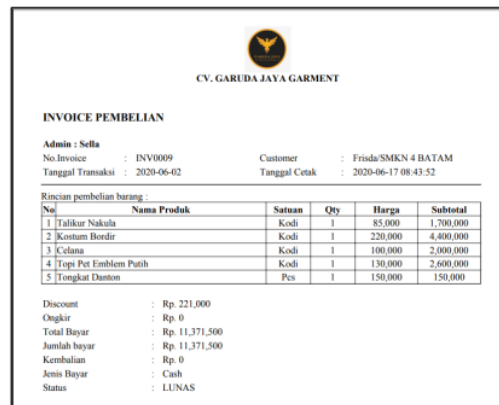 CV. GARUDA JAYA GARMENT
INVOICE PEMBELIAN
Admin : Sella
No.Invoice : INV0009 Customer : Frisda/SMKN 4 BATAM
Tanggal Transaksi : 2020-06-02 Tanggal Cetak : 2020-06-17 08:43:52
Rincian pembelian barang :
No Nama Produk Satuan Qty Harga Subtotal
1 Talikur Nakula Kodi 1 85,000 1,700,000
2 Kostum Bordir Kodi 1 220,000 4,400,000
3 Celana Kodi 1 100,000 2,000,000
4 Topi Pet Emblem Putih Kodi 1 130,000 2,600,000
5 Tongkat Danton Pcs 1 150,000 150,000
Discount : Rp. 221,000
Ongkir : Rp. 0
Total Bayar : Rp. 11,371,500
Jumlah bayar : Rp. 11,371,500
Kembalian : Rp. 0
Jenis Bayar : Cash
Status : LUNAS